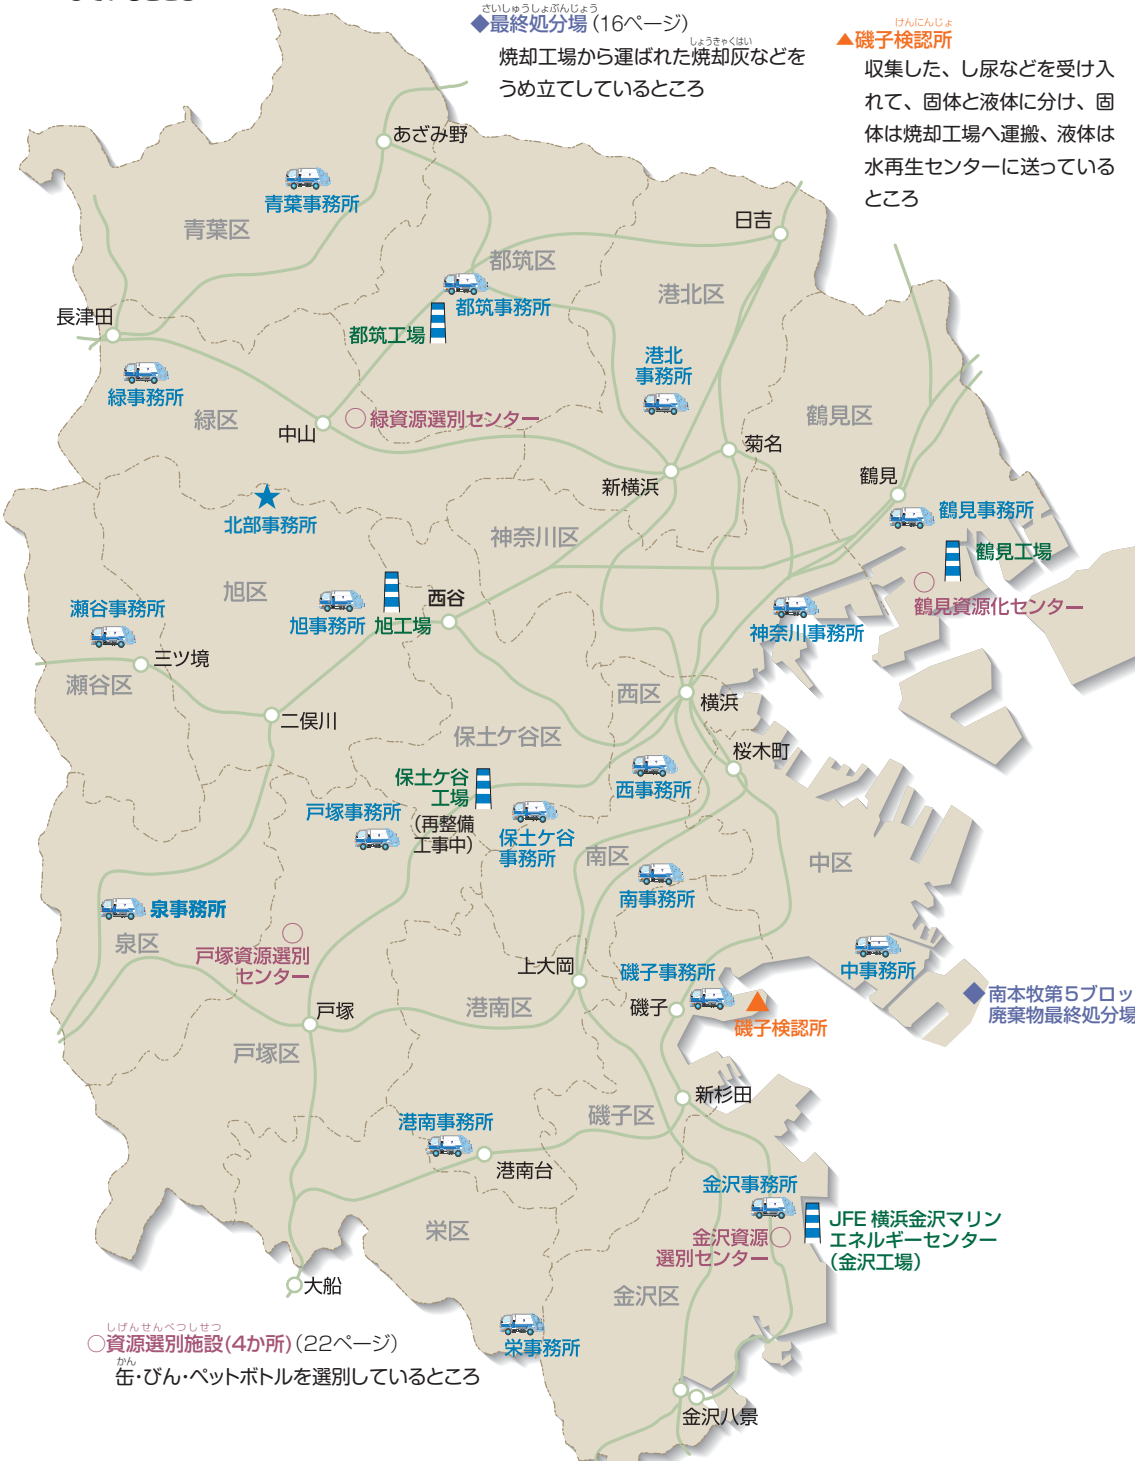 さいしゅうしょぶんじょう
◆最終処分場(16ページ)
しょうきゃくはい
焼却工場から運ばれた焼却灰などを
うめ立てしているところ
けんにんじょ
▲磯子検認所
収集した、し尿などを受け入
れて、固体と液体に分け、固
体は焼却工場へ運搬、液体は
水再生センターに送っている
ところ
あざみ野
青葉事務所
青葉区
日吉
都筑区
港北区
都筑事務所
長津田
都筑工場
港北
事務所
緑事務所
緑区
中山
緑資源選別センター
鶴見区
菊名
新横浜
鶴見
北部事務所
神奈川区
鶴見事務所
鶴見工場
旭区
瀬谷事務所
旭事務所
旭工場
西谷
鶴見資源化センター
神奈川事務所
三ツ境
瀬谷区
西区
横浜
二俣川
保土ケ谷区
桜木町
保土ケ谷
工場
(再整備
工事中)
西事務所
戸塚事務所
保土ケ谷
事務所
南区
中区
南事務所
泉事務所
泉区
戸塚資源選別
センター
上大岡
磯子事務所
中事務所
◆南本牧第5ブロッ
廃棄物最終処分場
港南区
磯子
磯子検認所
戸塚
戸塚区
新杉田
磯子区
港南事務所
港南台
金沢事務所
栄区
金沢資源
選別センター
JFE 横浜金沢マリン
エネルギーセンター
(金沢工場)
大船
金沢区
栄事務所
しげんせんべつしせつ
○資源選別施設(4か所)(22ページ)
かん
缶・びん・ペットボトルを選別しているところ
金沢八景